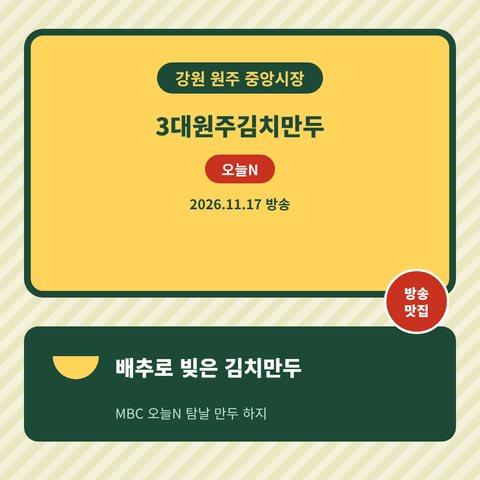 강원 원주 중앙시장
3대원주김치만두
오늘N
2026.11.17 방송
방송
맛집
배추로 빚은 김치만두
MBC 오늘N 탐날 만두 하지